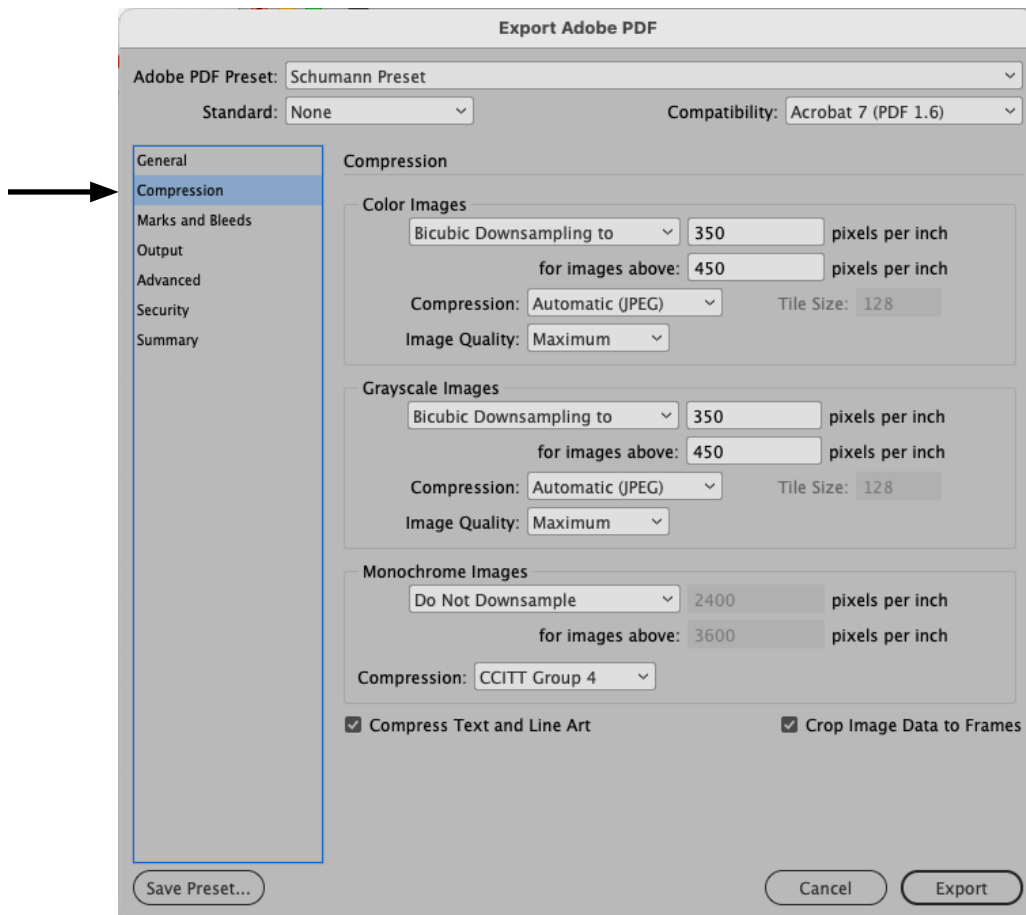 Export Adobe PDF
Adobe PDF Preset: Schumann Preset
Standard: None Compatibility: Acrobat 7 (PDF 1.6)
General
Compression
Marks and Bleeds
Output
Advanced
Security
Summary
Compression
Color Images
Bicubic Downsampling to 350 pixels per inch
for images above: 450 pixels per inch
Compression: Automatic (JPEG) Tile Size: 128
Image Quality: Maximum
Grayscale Images
Bicubic Downsampling to 350 pixels per inch
for images above: 450 pixels per inch
Compression: Automatic (JPEG) Tile Size: 128
Image Quality: Maximum
Monochrome Images
Do Not Downsample 2400 pixels per inch
for images above: 3600 pixels per inch
Compression: CCITT Group 4
Compress Text and Line Art Crop Image Data to Frames
Save Preset... Cancel Export